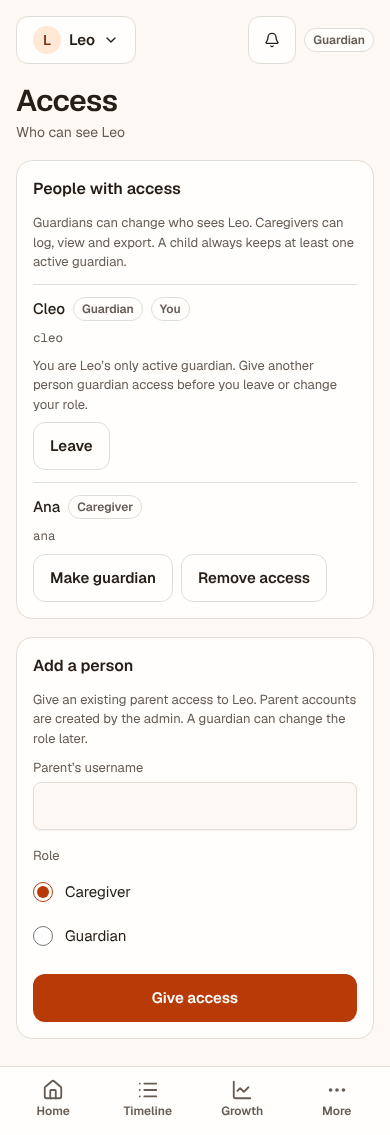 L Leo
Guardian
Access
Who can see Leo
People with access
Guardians can change who sees Leo. Caregivers can
log, view and export. A child always keeps at least one
active guardian.
Cleo Guardian You
cleo
You are Leo's only active guardian. Give another
person guardian access before you leave or change
your role.
Leave
Ana Caregiver
ana
Make guardian Remove access
Add a person
Give an existing parent access to Leo. Parent accounts
are created by the admin. A guardian can change the
role later.
Parent's username
Role
Caregiver
Guardian
Give access
Home Timeline Growth More